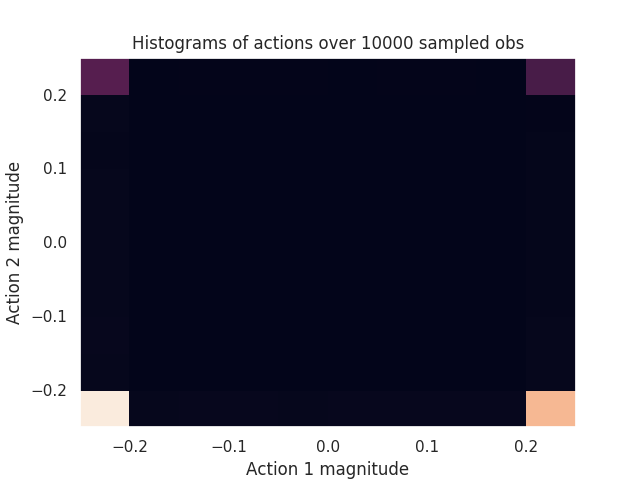 Histograms of actions over 10000 sampled obs
0.2
0.1
0.0
−0.1
−0.2
Action 2 magnitude
−0.2 −0.1 0.0 0.1 0.2
Action 1 magnitude